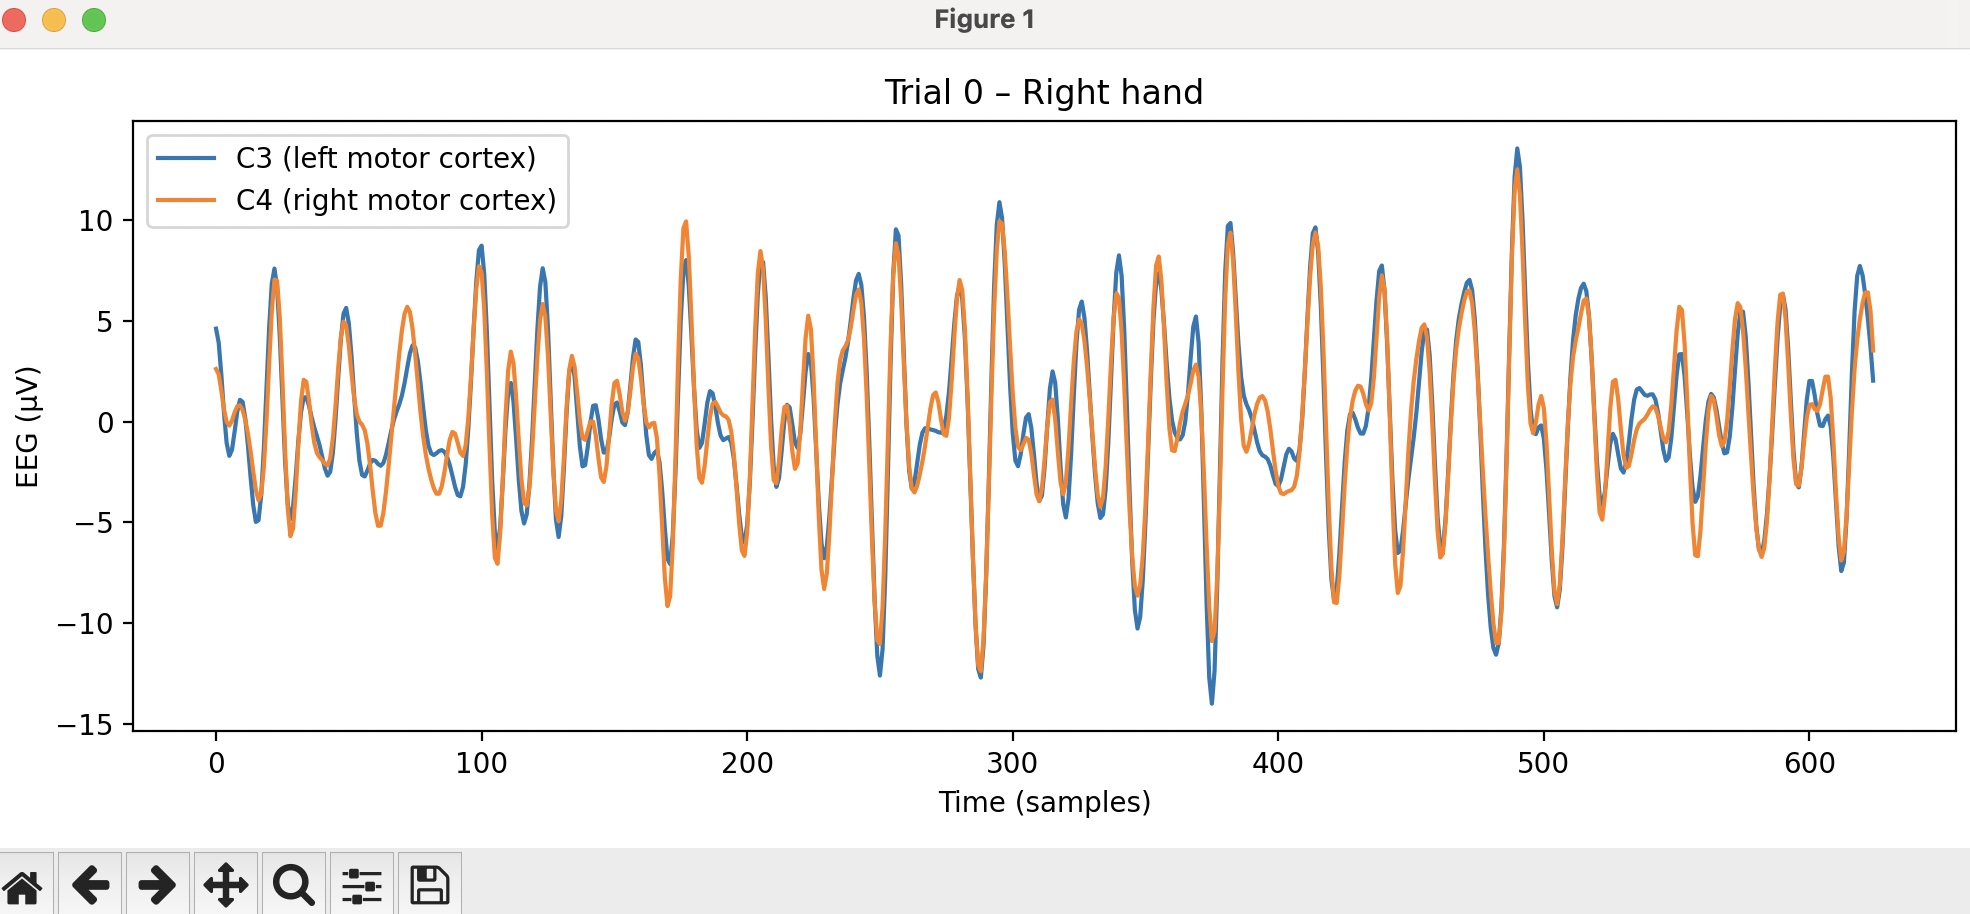 Figure 1
Trial 0 – Right hand
C3 (left motor cortex)
C4 (right motor cortex)
EEG (µV)
10
5
0
−5
−10
−15
0 100 200 300 400 500 600
Time (samples)